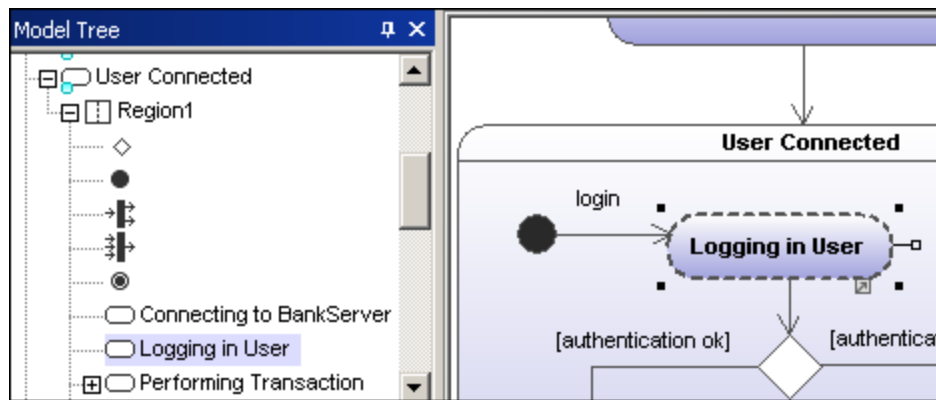 Model Tree
User Connected
Region1
Connecting to BankServer
Logging in User
Performing Transaction
User Connected
login
Logging in User
[authentication ok]